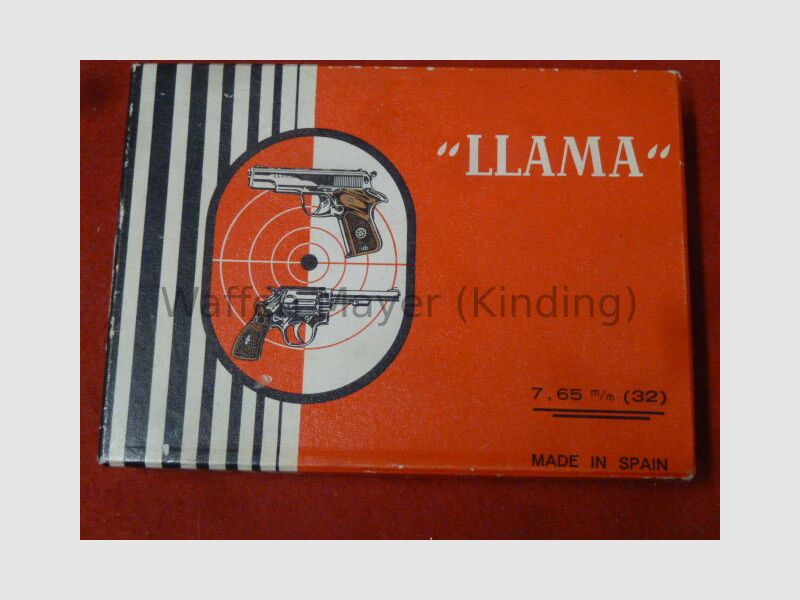 "LLAMA"
Waffen Mayer (Kinding)
7,65 m/m (32)
MADE IN SPAIN